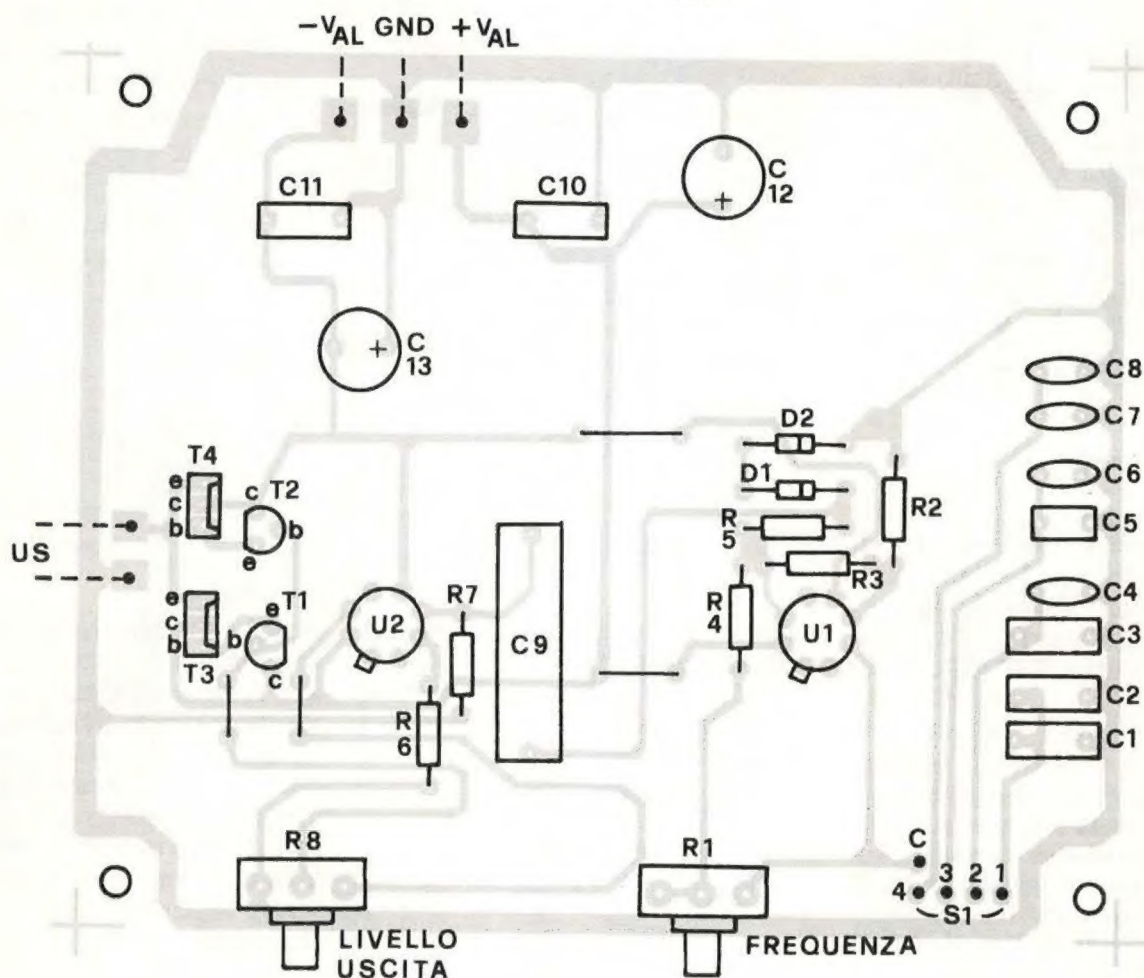 −VAL GND +VAL
C11
C10
C
12
C
13
C8
C7
D2
T4
e
c
b
c
T2
b
e
D1
C6
R2
C5
R
5
US
R3
C4
e
c
b
T3
e
T1
b
c
U2
R7
C9
R
4
U1
C3
C2
R
6
C1
R8
R1
C
4 3 2 1
S1
LIVELLO
USCITA
FREQUENZA
+
+